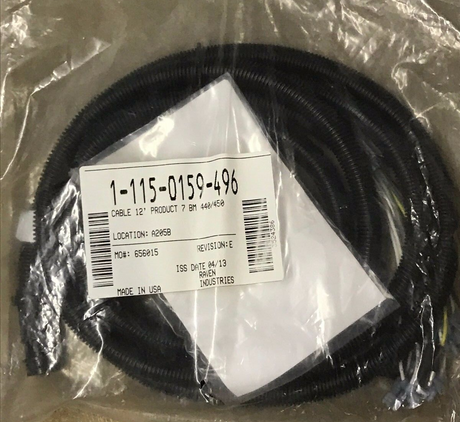 1-115-0159-496
CABLE 12' PRODUCT 7 BM 440/450
LOCATION: A205B
MO#: 656015
REVISION:E
ISS DATE 04/13
RAVEN
INDUSTRIES
MADE IN USA